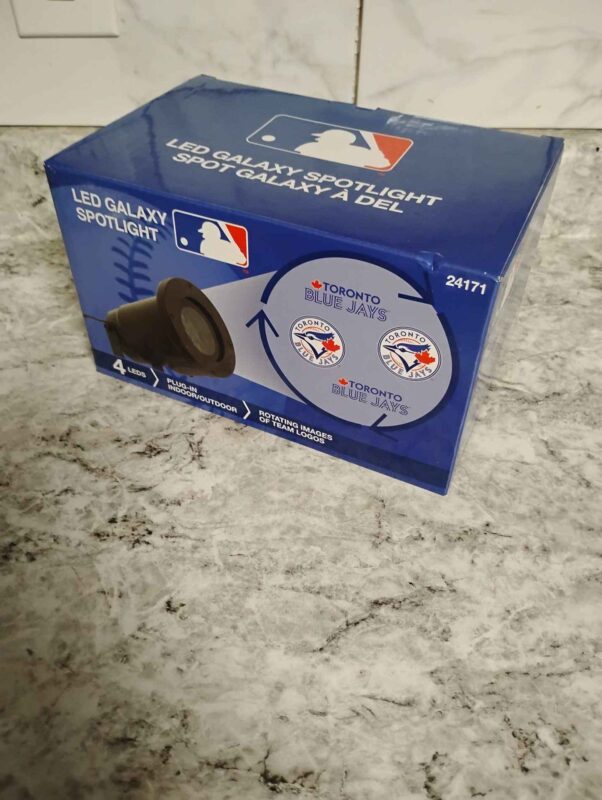 LED GALAXY SPOTLIGHT
SPOT GALAXY À DEL
LED GALAXY
SPOTLIGHT
24171
TORONTO
BLUE JAYS
TORONTO
BLUE JAYS
TORONTO
BLUE JAYS
TORONTO
BLUE JAYS
4 LEDS
PLUG-IN
INDOOR/OUTDOOR
ROTATING IMAGES
OF TEAM LOGOS